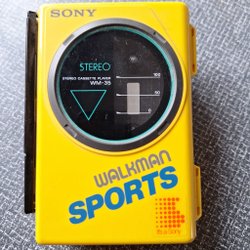 SONY
STEREO
STEREO CASSETTE PLAYER
WM-35
100
50
0
WALKMAN
SPORTS